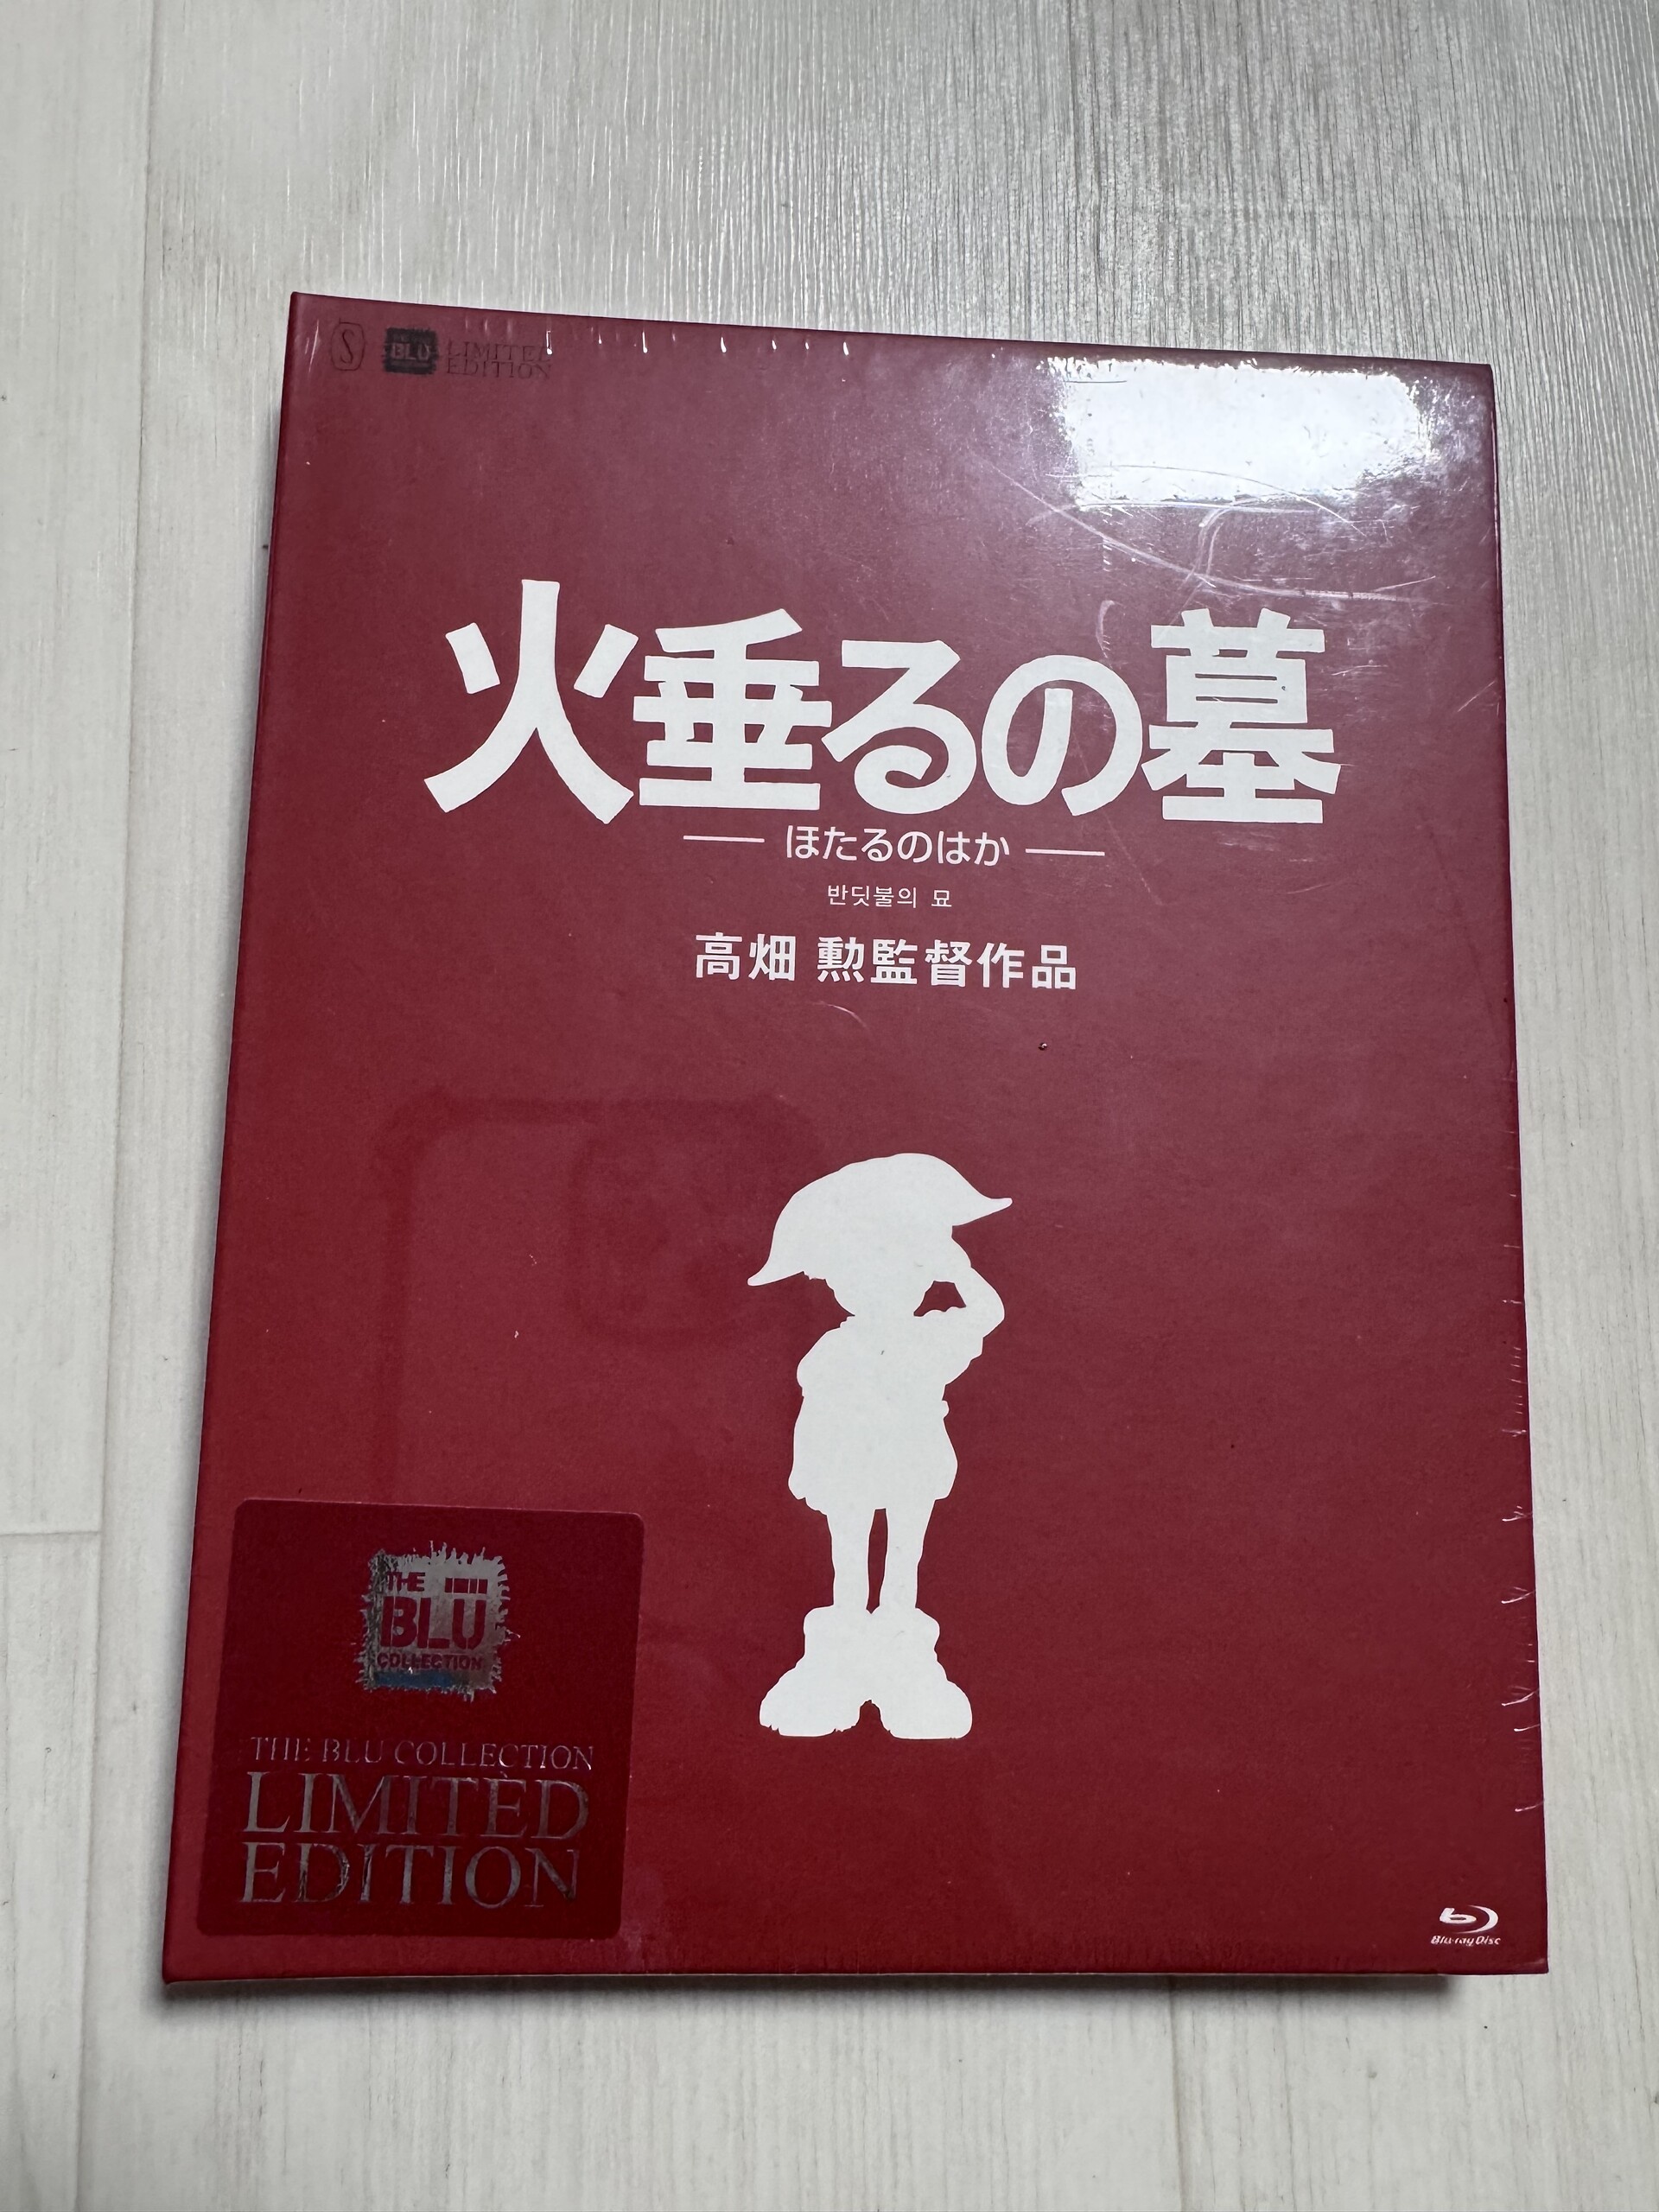 S
BLU
LIMITED
EDITION
火垂るの墓
ほたるのはか
반딧불의 묘
高畑 勲監督作品
THE
BLU
COLLECTION
THE BLU COLLECTION
LIMITED
EDITION
Blu-ray Disc